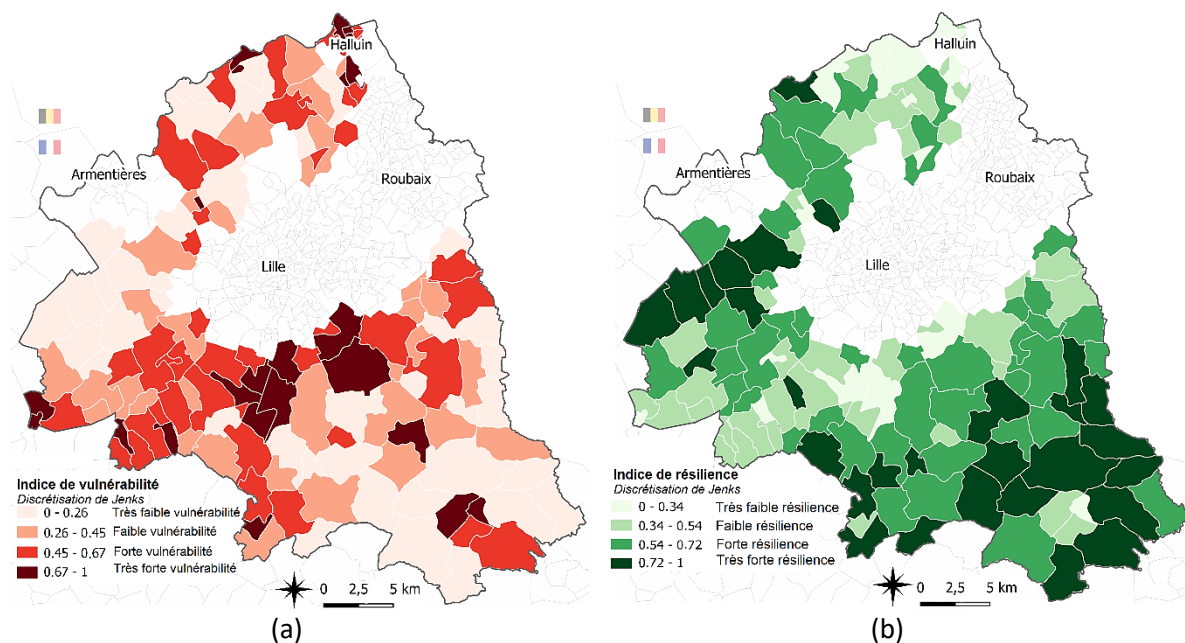 Halluin
Armentières
Roubaix
Lille
Indice de vulnérabilité
Discrétisation de Jenks
0 - 0.26 Très faible vulnérabilité
0.26 - 0.45 Faible vulnérabilité
0.45 - 0.67 Forte vulnérabilité
0.67 - 1 Très forte vulnérabilité
0 2,5 5 km
(a)
Halluin
Armentières
Roubaix
Lille
Indice de résilience
Discrétisation de Jenks
0 - 0.34 Très faible résilience
0.34 - 0.54 Faible résilience
0.54 - 0.72 Forte résilience
0.72 - 1 Très forte résilience
0 2,5 5 km
(b)